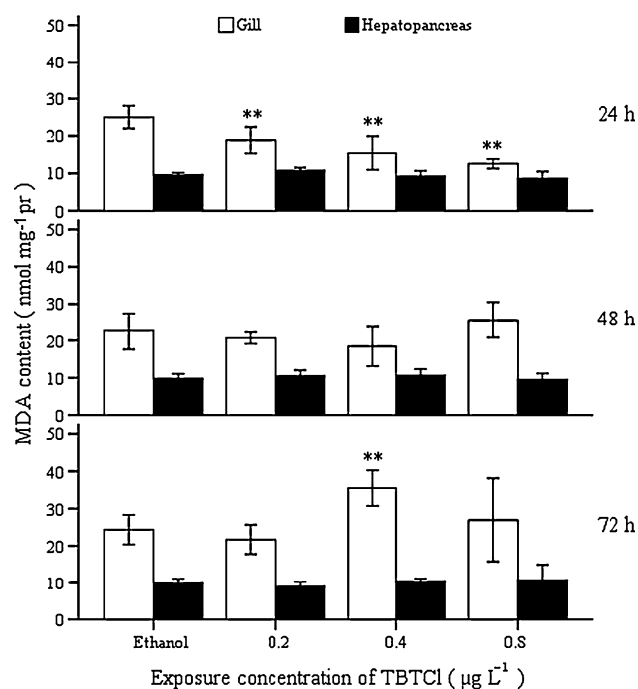 Gill Hepatopancreas
50
40
30
20
10
0
** ** **
24 h
50
40
30
20
10
0
48 h
50
40
30
20
10
0
**
72 h
MDA content ( nmol mg⁻¹ pr )
Ethanol 0.2 0.4 0.8
Exposure concentration of TBTCl ( µg L⁻¹ )